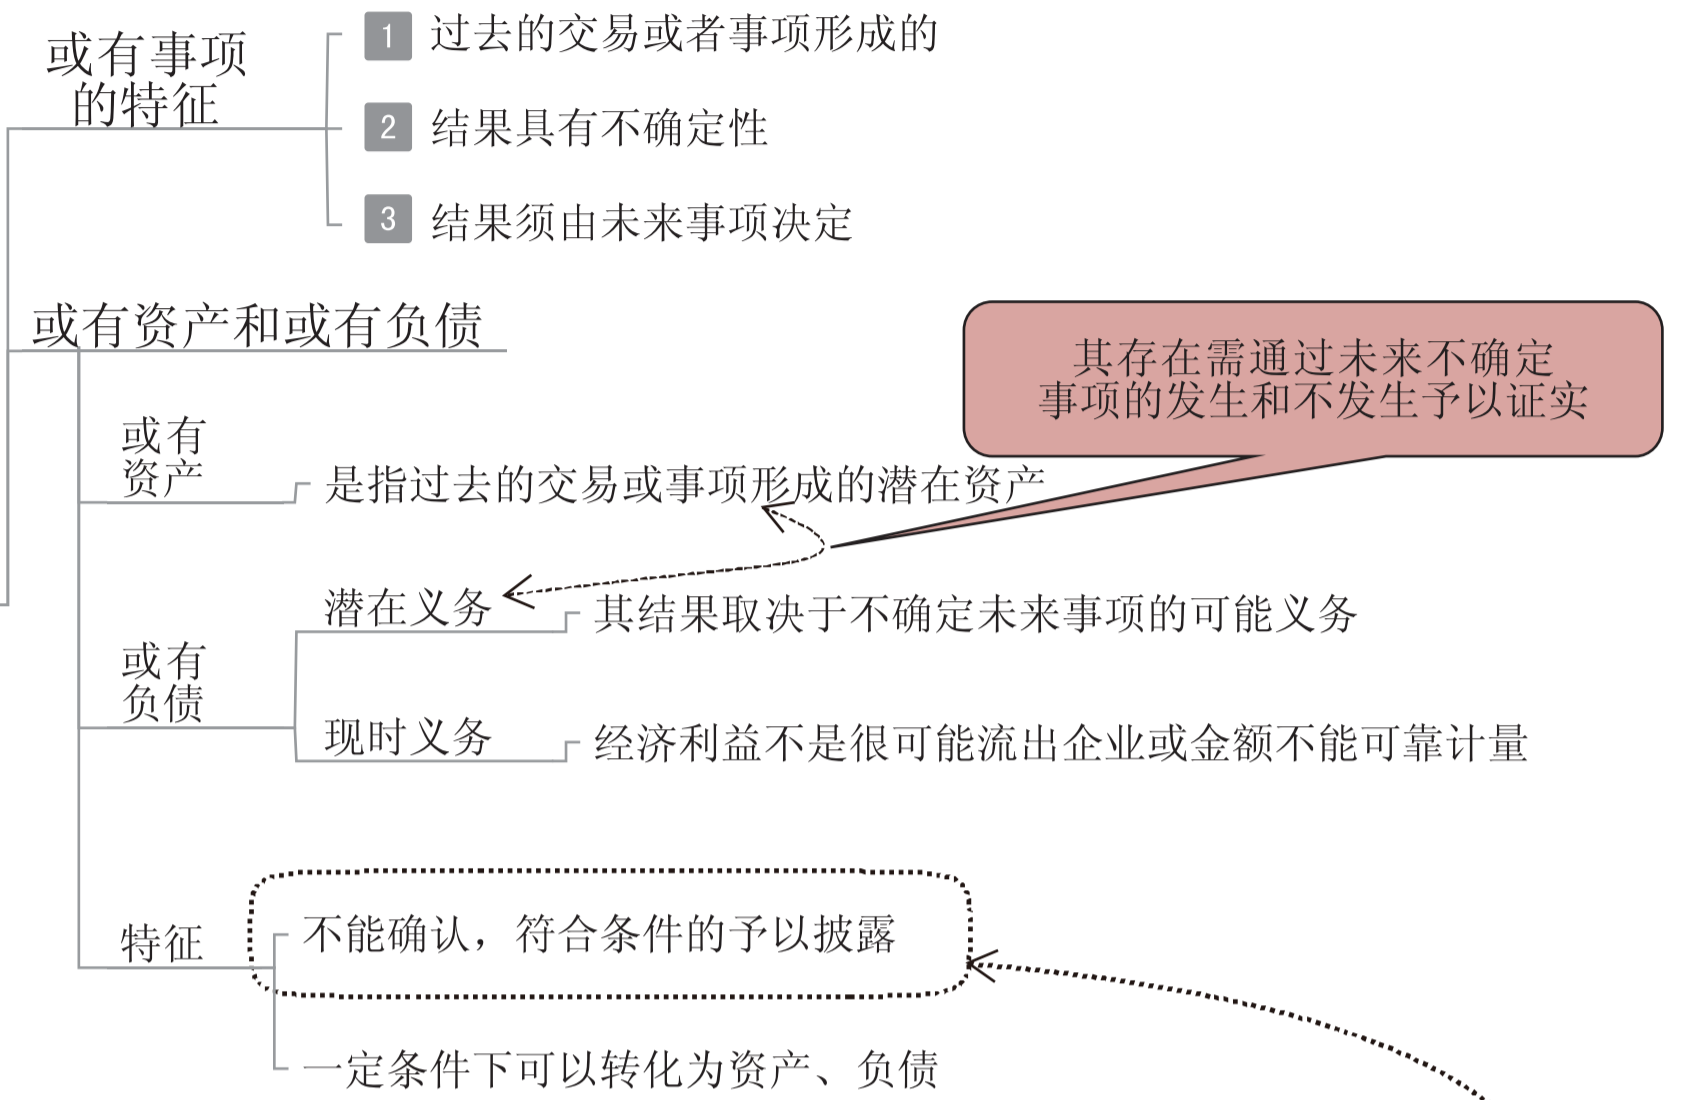 或有事项
的特征
1 过去的交易或者事项形成的
2 结果具有不确定性
3 结果须由未来事项决定
或有资产和或有负债
其存在需通过未来不确定
事项的发生和不发生予以证实
或有
资产
是指过去的交易或事项形成的潜在资产
或有
负债
潜在义务
其结果取决于不确定未来事项的可能义务
现时义务
经济利益不是很可能流出企业或金额不能可靠计量
特征
不能确认，符合条件的予以披露
一定条件下可以转化为资产、负债